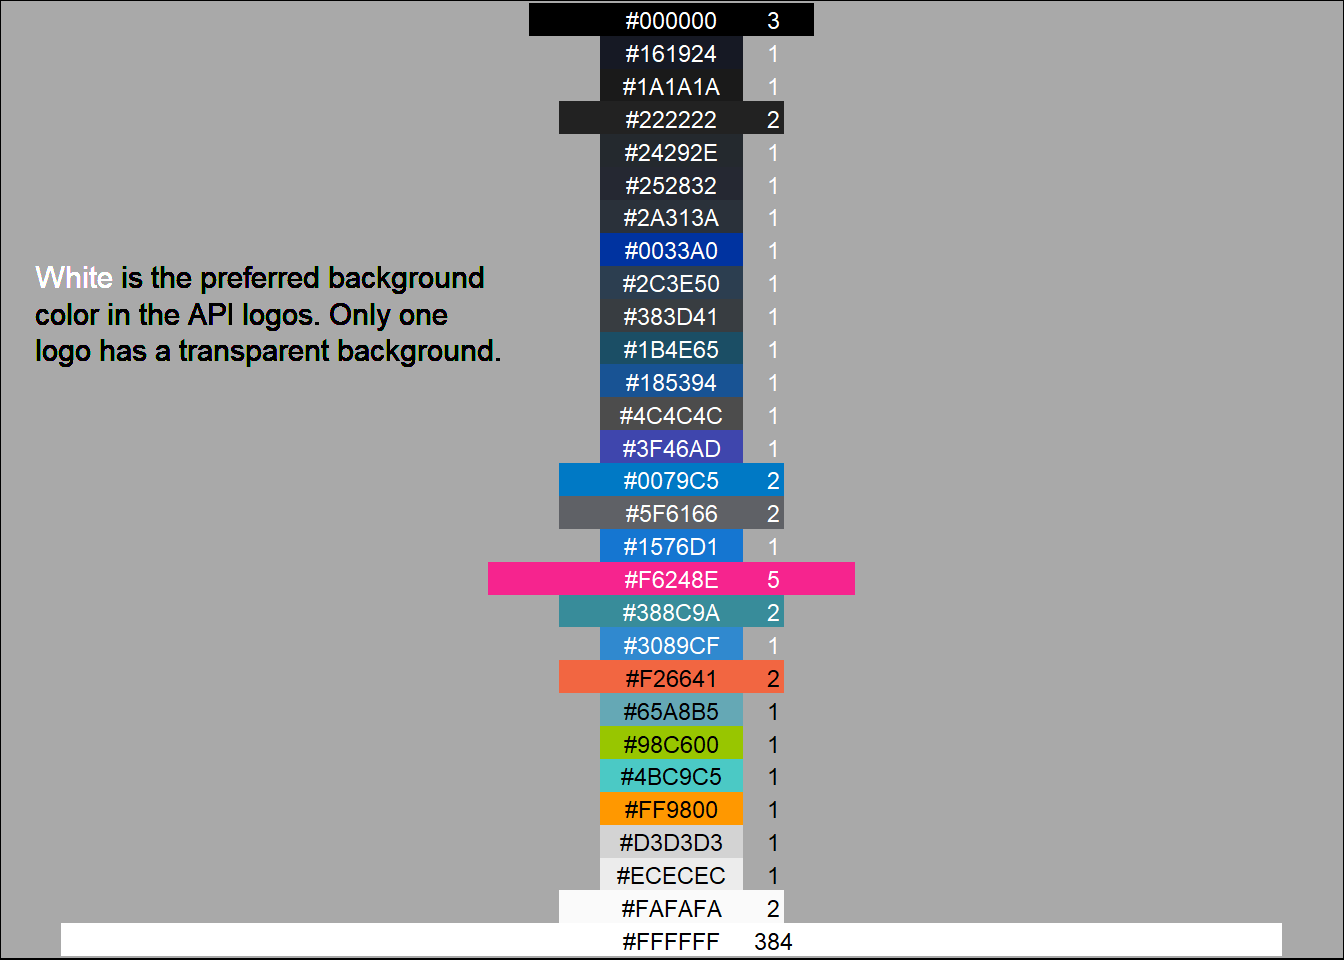 #000000 3
#161924 1
#1A1A1A 1
#222222 2
#24292E 1
#252832 1
#2A313A 1
#0033A0 1
#2C3E50 1
#383D41 1
#1B4E65 1
#185394 1
#4C4C4C 1
#3F46AD 1
#0079C5 2
#5F6166 2
#1576D1 1
#F6248E 5
#388C9A 2
#3089CF 1
#F26641 2
#65A8B5 1
#98C600 1
#4BC9C5 1
#FF9800 1
#D3D3D3 1
#ECECEC 1
#FAFAFA 2
#FFFFFF 384
White is the preferred background
color in the API logos. Only one
logo has a transparent background.